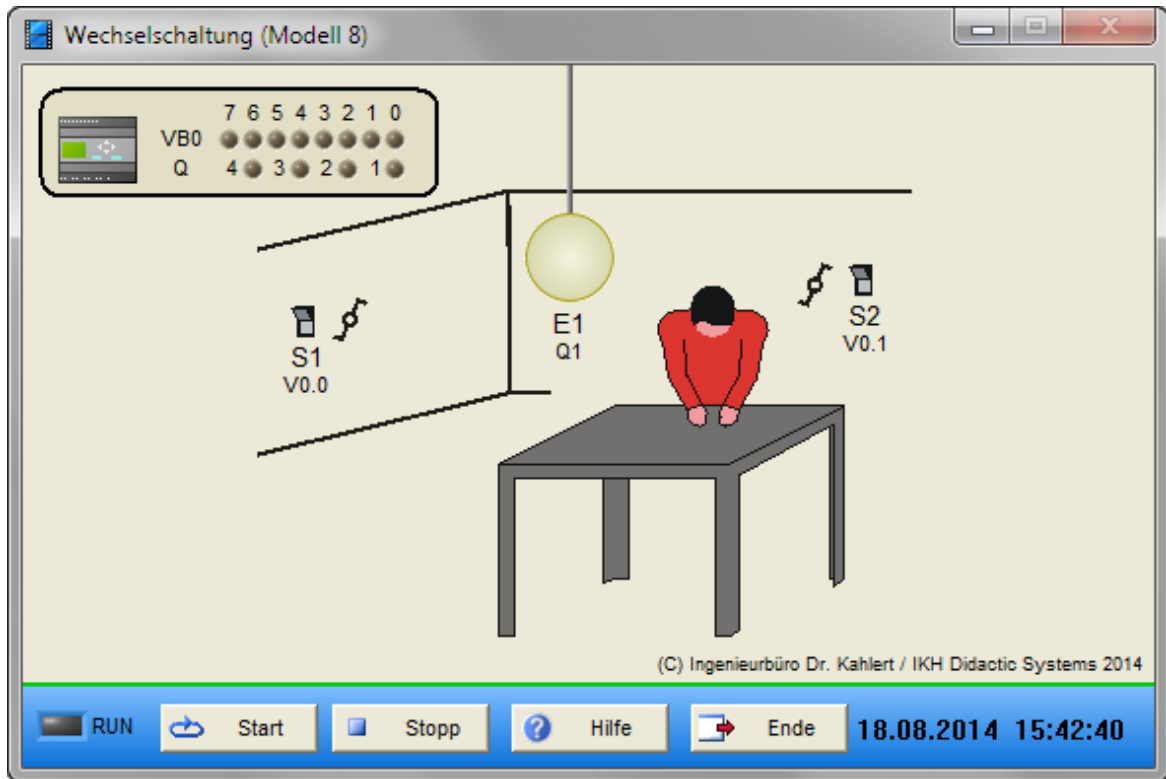 Wechselschaltung (Modell 8)
7 6 5 4 3 2 1 0
VB0
Q 4 3 2 1
E1
Q1
S1
V0.0
S2
V0.1
(C) Ingenieurbüro Dr. Kahlert / IKH Didactic Systems 2014
RUN Start Stopp Hilfe Ende 18.08.2014 15:42:40